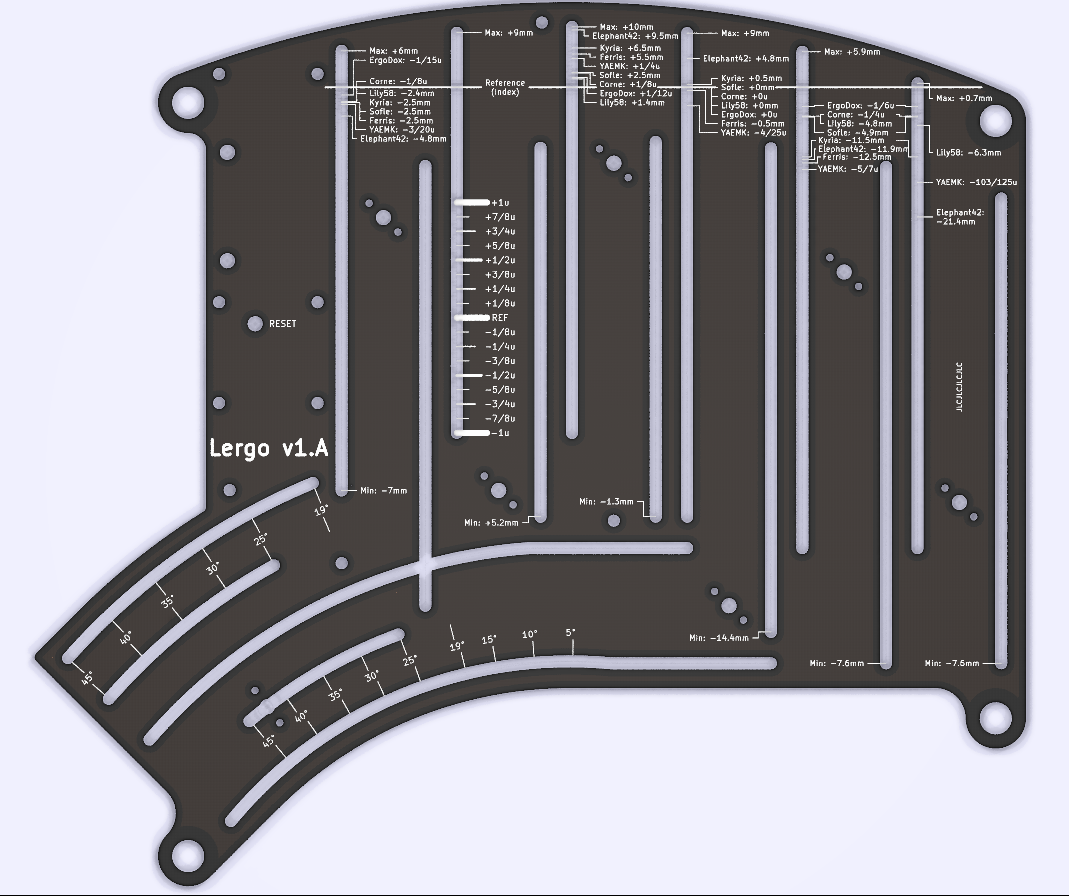 Max: +6mm
ErgoDox: -1/15u
Corne: -1/8u
Lily58: -2.4mm
Kyria: -2.5mm
Sofle: -2.5mm
Ferris: -2.5mm
YAEMK: -3/20u
Elephant42: -4.8mm
Max: +9mm
Reference
(index)
Max: +10mm
Elephant42: +9.5mm
Kyria: +6.5mm
Ferris: +5.5mm
YAEMK: +1/4u
Sofle: +2.5mm
Corne: +1/8u
ErgoDox: +1/12u
Lily58: +1.4mm
Max: +9mm
Elephant42: +4.8mm
Kyria: +0.5mm
Sofle: +0mm
Corne: +0u
Lily58: +0mm
ErgoDox: +0u
Ferris: -0.5mm
YAEMK: -4/25u
Max: +5.9mm
ErgoDox: -1/6u
Corne: -1/4u
Lily58: -4.8mm
Sofle: -4.9mm
Kyria: -11.5mm
Elephant42: -11.9mm
Ferris: -12.5mm
YAEMK: -5/7u
Max: +0.7mm
Lily58: -6.3mm
YAEMK: -103/125u
Elephant42:
-21.4mm
+1u
+7/8u
+3/4u
+5/8u
+1/2u
+3/8u
+1/4u
+1/8u
REF
-1/8u
-1/4u
-3/8u
-1/2u
-5/8u
-3/4u
-7/8u
-1u
RESET
JLCJLCJLCJLC
Lergo v1.A
Min: -7mm
Min: +5.2mm
Min: -1.3mm
Min: -14.4mm
Min: -7.6mm
Min: -7.6mm
19°
25°
30°
35°
40°
45°
5°
10°
15°
19°
25°
30°
35°
40°
45°